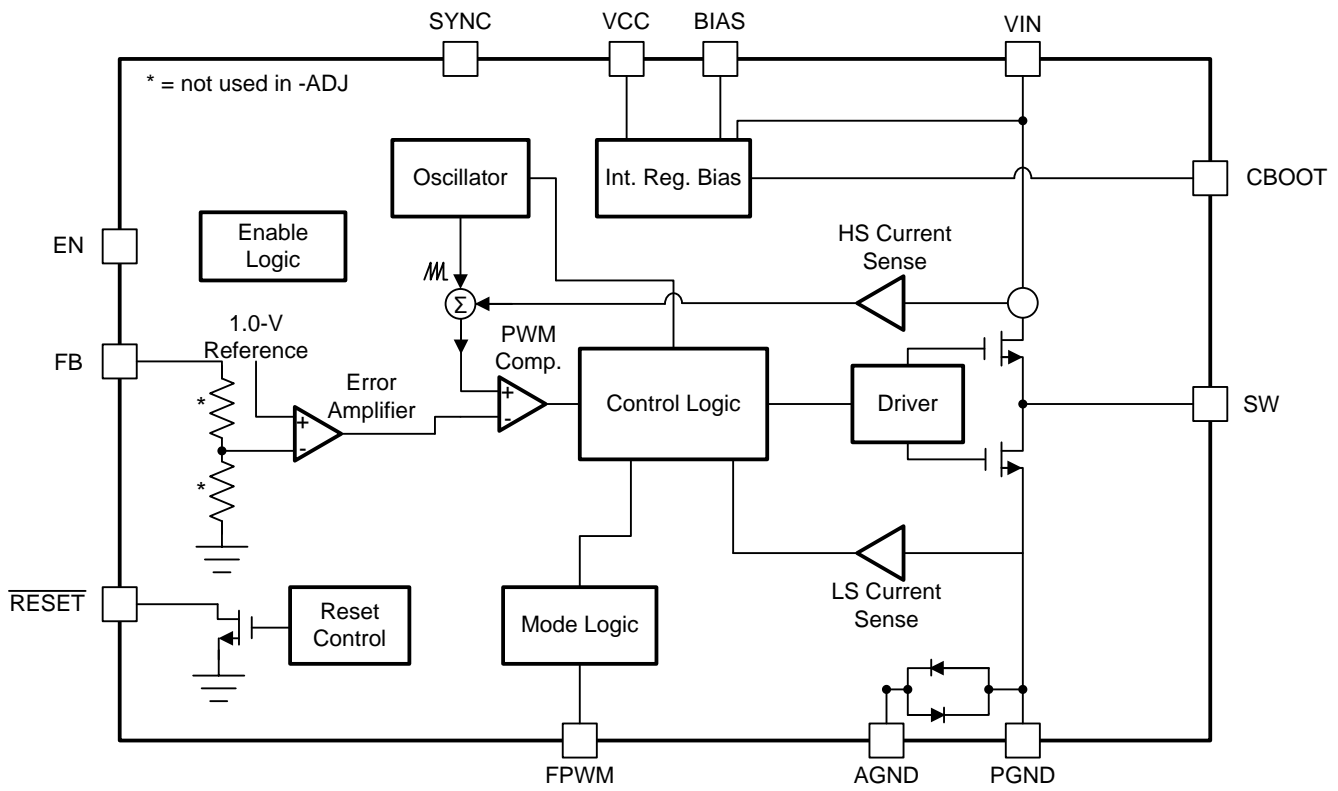 SYNC
VCC
BIAS
VIN
* = not used in -ADJ
Oscillator
Int. Reg. Bias
CBOOT
EN
Enable
Logic
HS Current
Sense
Σ
1.0-V
Reference
FB
PWM
Comp.
Error
Amplifier
+
-
+
-
*
*
Control Logic
Driver
SW
RESET
Reset
Control
Mode Logic
LS Current
Sense
FPWM
AGND
PGND